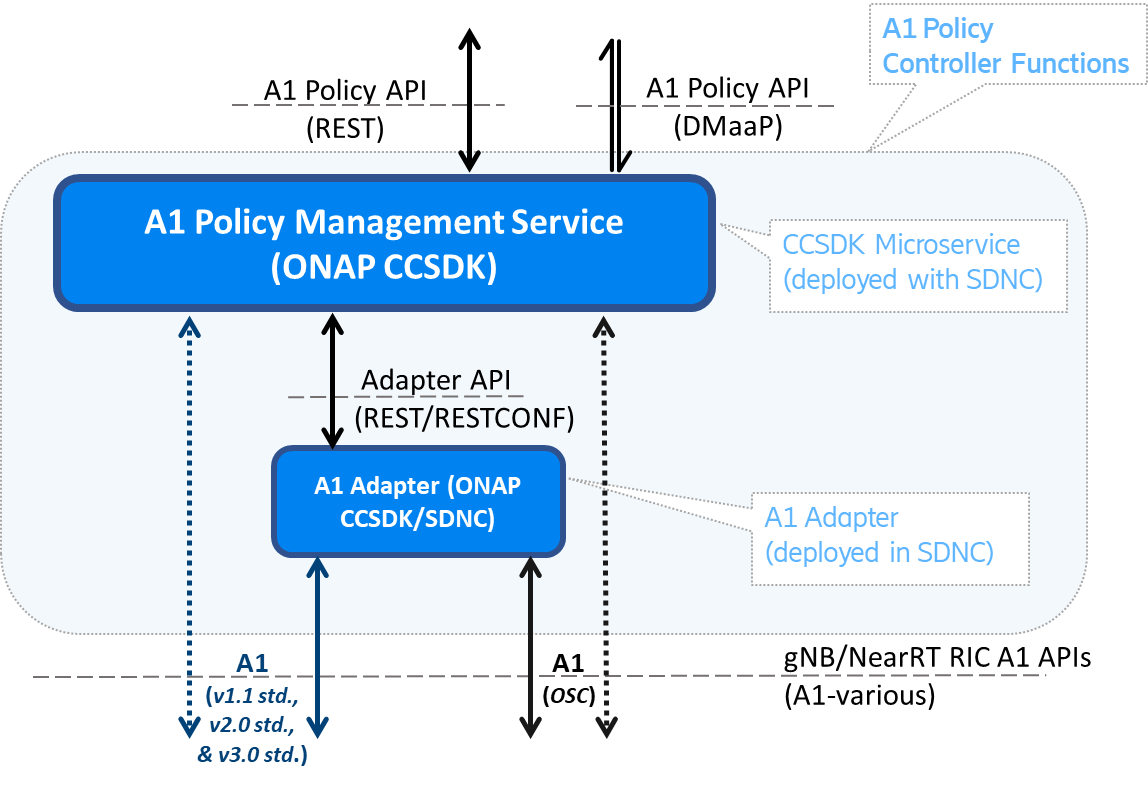 A1 Policy
Controller Functions
A1 Policy API
(REST)
A1 Policy API
(DMaaP)
A1 Policy Management Service
(ONAP CCSDK)
CCSDK Microservice
(deployed with SDNC)
Adapter API
(REST/RESTCONF)
A1 Adapter (ONAP
CCSDK/SDNC)
A1 Adapter
(deployed in SDNC)
A1
(v1.1 std.,
v2.0 std.,
& v3.0 std.)
A1
(OSC)
gNB/NearRT RIC A1 APIs
(A1-various)